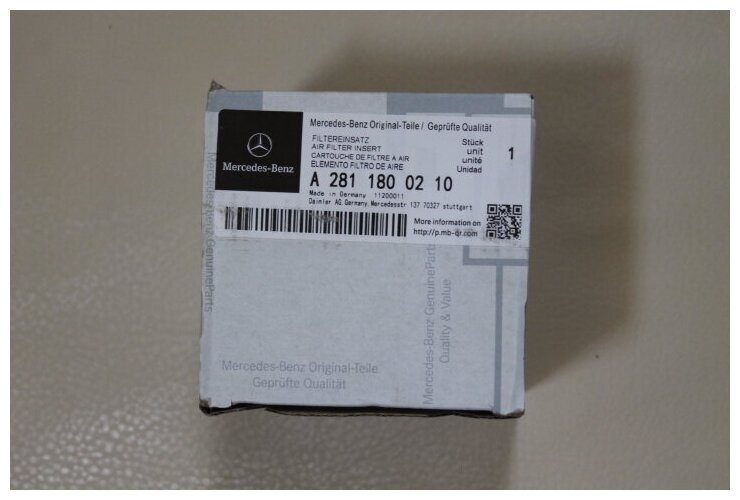 Mercedes-Benz
Mercedes-Benz Original-Teile / Geprüfte Qualität
FILTEREINSATZ
AIR FILTER INSERT
CARTOUCHE DE FILTRE A AIR
ELEMENTO FILTRO DE AIRE
Stück
unit
unité
Unidad
1
A 281 180 02 10
Made in Germany 11200011
Daimler AG, Germany, Mercedesstr 137 70327 stuttgart
More information on
http://p.mb-qr.com
Mercedes-Benz GenuineParts
Mercedes-Benz GenuineParts
Quality & Value
Mercedes-Benz Original-Teile
Geprüfte Qualität